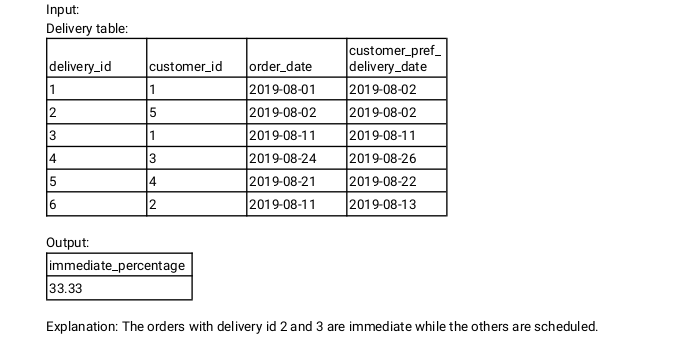 Input:
Delivery table:
delivery_id customer_id order_date customer_pref_
delivery_date
1 1 2019-08-01 2019-08-02
2 5 2019-08-02 2019-08-02
3 1 2019-08-11 2019-08-11
4 3 2019-08-24 2019-08-26
5 4 2019-08-21 2019-08-22
6 2 2019-08-11 2019-08-13
Output:
immediate_percentage
33.33
Explanation: The orders with delivery id 2 and 3 are immediate while the others are scheduled.